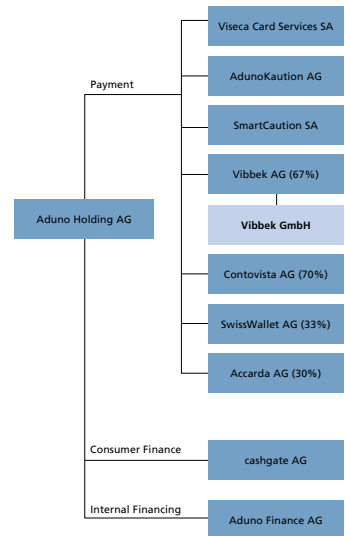 Viseca Card Services SA
AdunoKaution AG
Payment
SmartCaution SA
Vibbek AG (67%)
Aduno Holding AG
Vibbek GmbH
Contovista AG (70%)
SwissWallet AG (33%)
Accarda AG (30%)
Consumer Finance
cashgate AG
Internal Financing
Aduno Finance AG